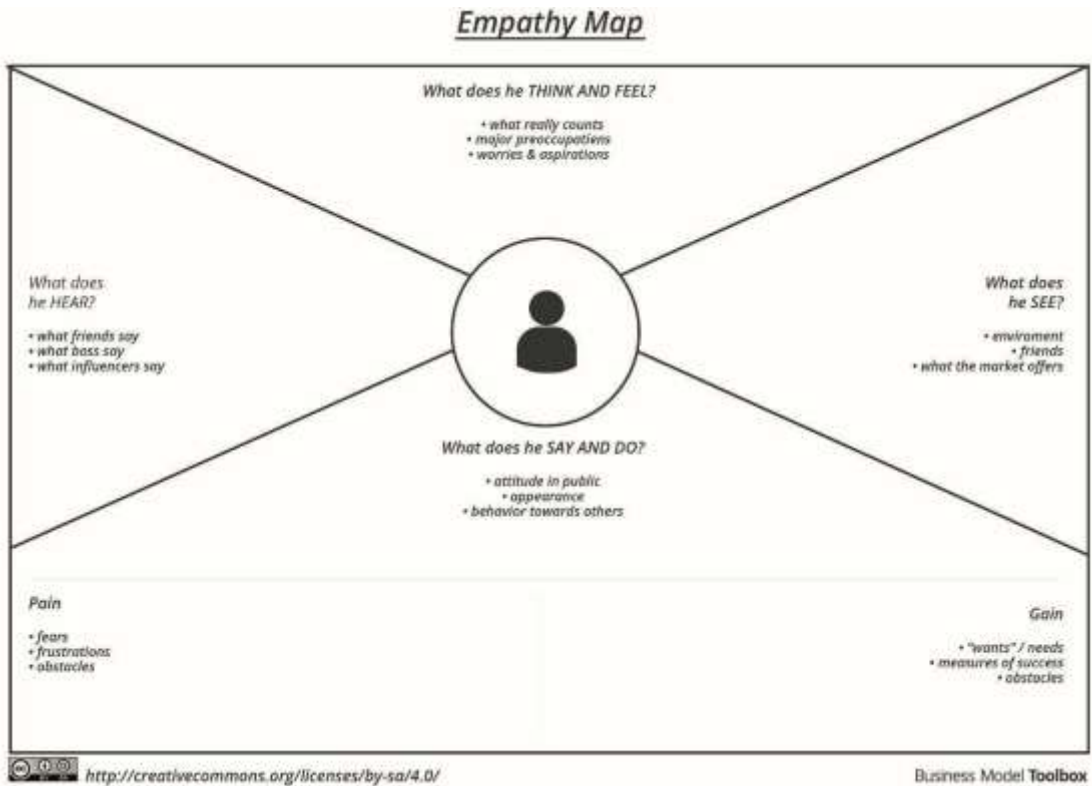 Empathy Map
What does he THINK AND FEEL?
• what really counts
• major preoccupations
• worries & aspirations
What does
he HEAR?
• what friends say
• what boss say
• what influencers say
What does
he SEE?
• enviroment
• friends
• what the market offers
What does he SAY AND DO?
• attitude in public
• appearance
• behavior towards others
Pain
• fears
• frustrations
• obstacles
Gain
• "wants" / needs
• measures of success
• obstacles
http://creativecommons.org/licenses/by-sa/4.0/
Business Model Toolbox